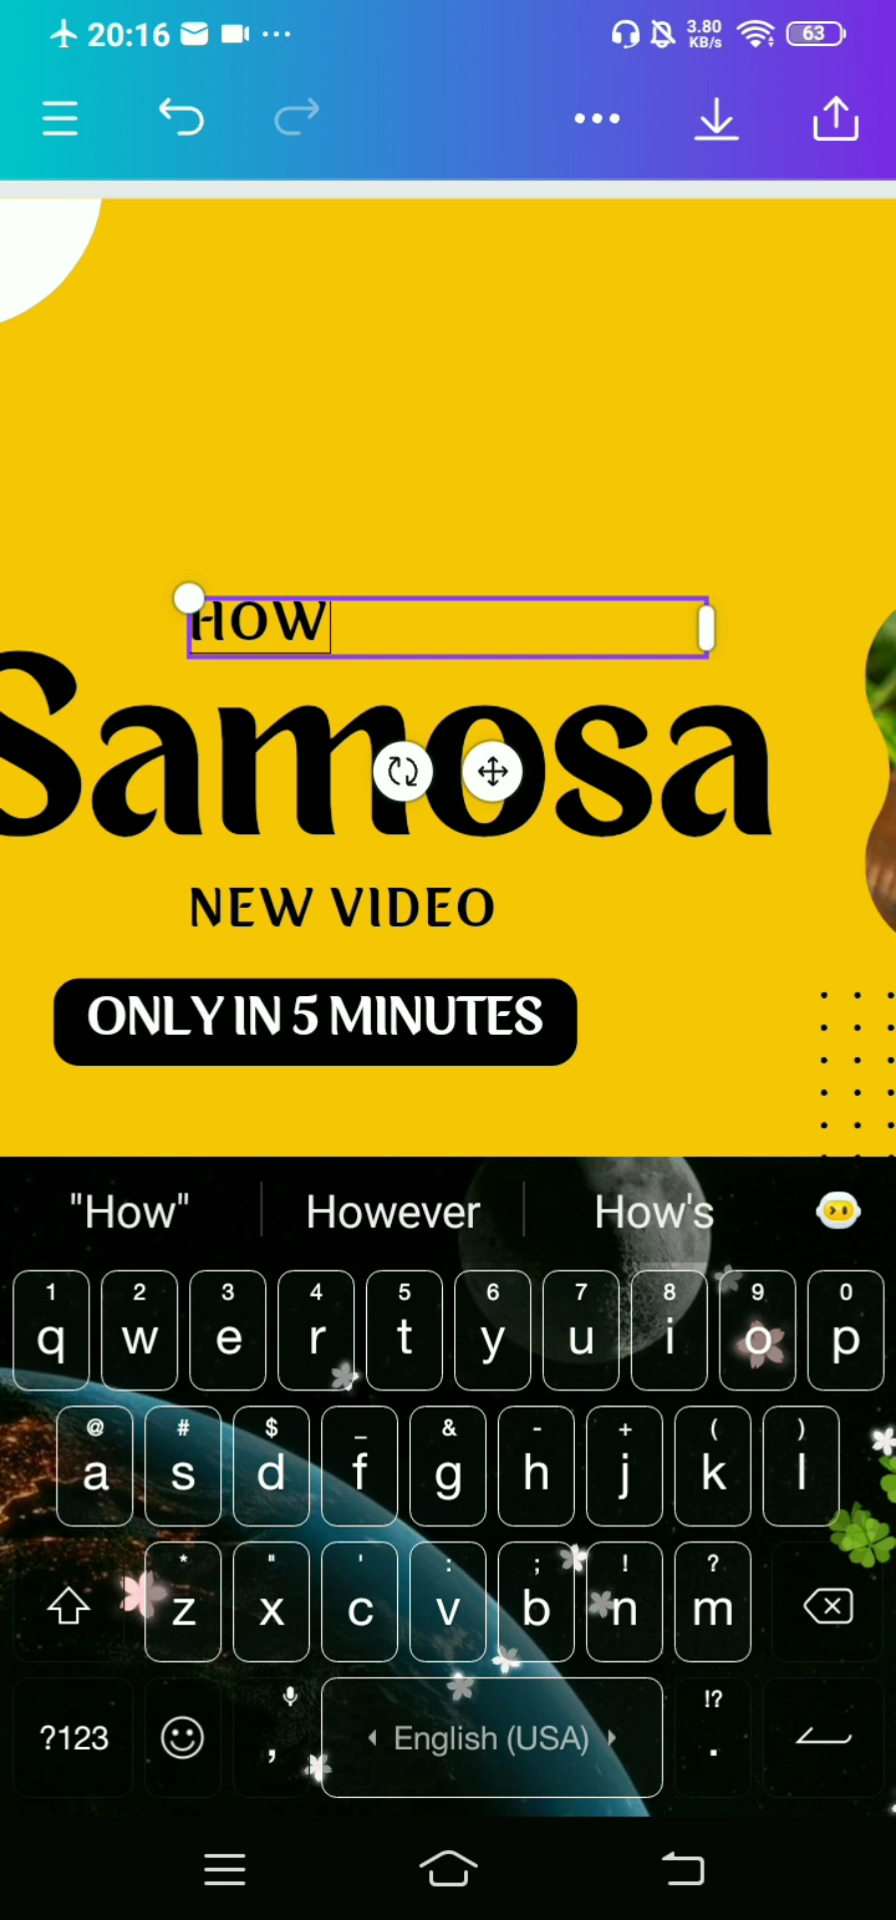 20:16 ... 3.80 KB/s 63
HOW
Samosa
NEW VIDEO
ONLY IN 5 MINUTES
"How" However How's
1 2 3 4 5 6 7 8 9 0
q w e r t y u i o p
@ # $ _ & - + ( )
a s d f g h j k l
* " ' : ; ! ?
z x c v b n m
!?
?123 , English (USA) .